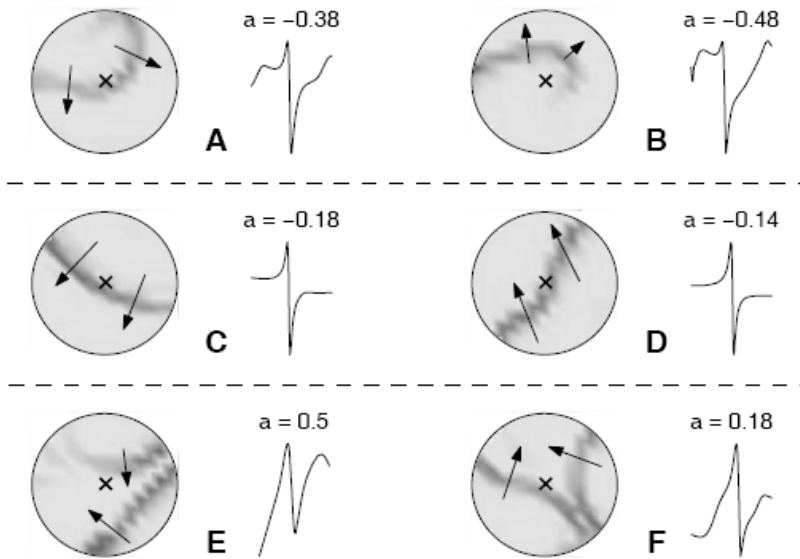 a = −0.38
a = −0.48
A
B
a = −0.18
a = −0.14
C
D
a = 0.5
a = 0.18
E
F